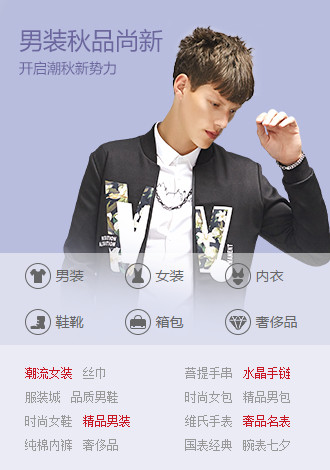 男装秋品尚新
开启潮秋新势力
男装 女装 内衣
鞋靴 箱包 奢侈品
潮流女装 丝巾 菩提手串 水晶手链
服装城 品质男鞋 时尚女包 精品男包
时尚女鞋 精品男装 维氏手表 奢品名表
纯棉内裤 奢侈品 国表经典 腕表七夕